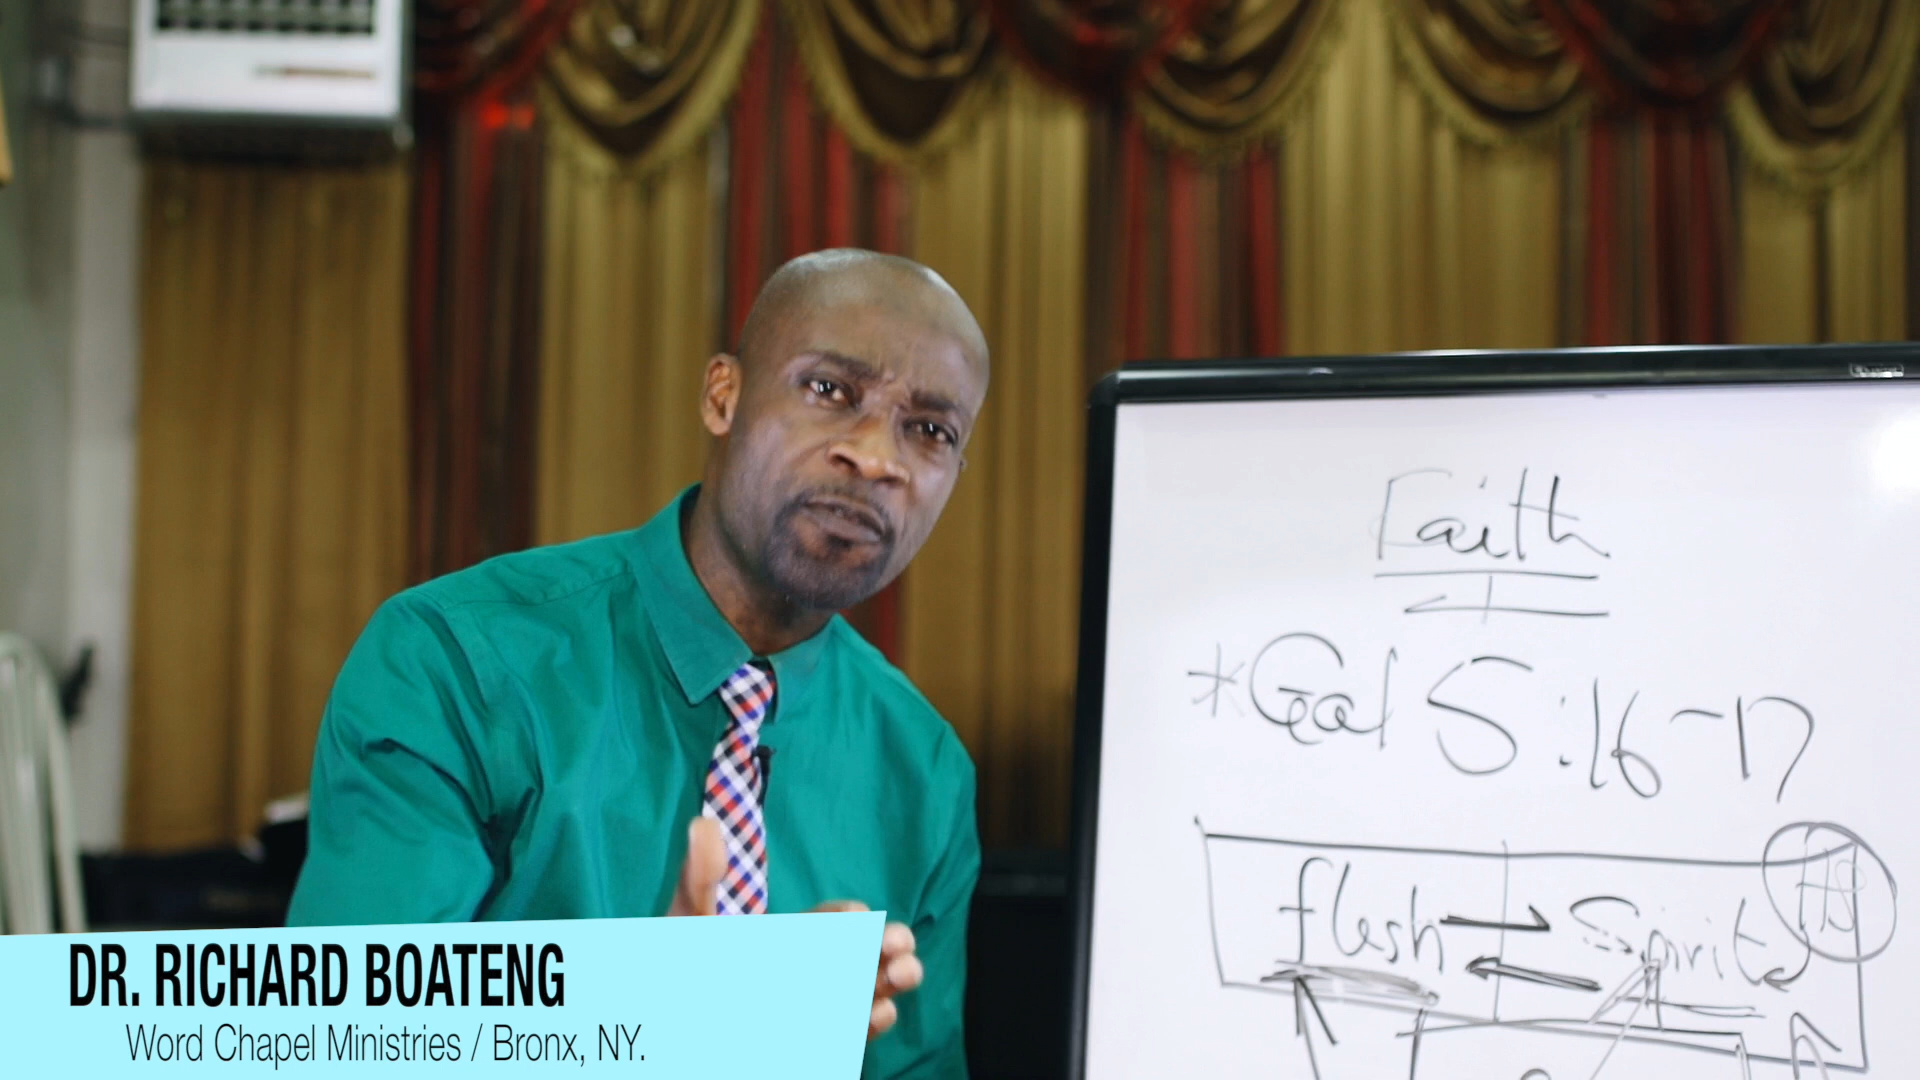 Faith
*Gal 5:16-17
flesh Spirit HS
DR. RICHARD BOATENG
Word Chapel Ministries / Bronx, NY.